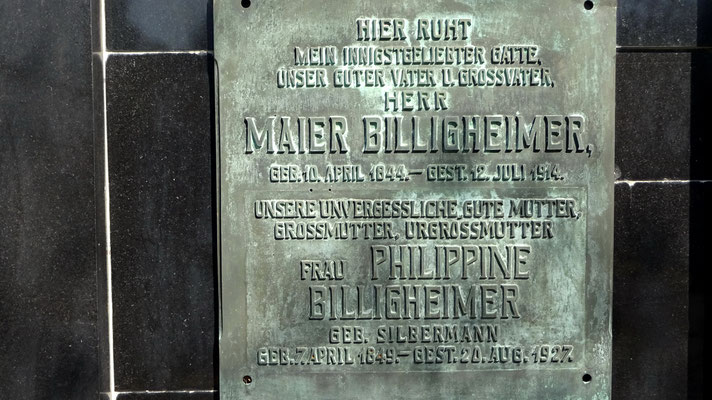 HIER RUHT
MEIN INNIGSTGELIEBTER GATTE,
UNSER GUTER VATER U. GROSSVATER,
HERR
MAIER BILLIGHEIMER,
GEB. 10. APRIL 1844. — GEST. 12. JULI 1914.
UNSERE UNVERGESSLICHE, GUTE MUTTER,
GROSSMUTTER, URGROSSMUTTER
FRAU PHILIPPINE
BILLIGHEIMER
GEB. SILBERMANN
GEB. 7. APRIL 1849. — GEST. 20. AUG. 1927.